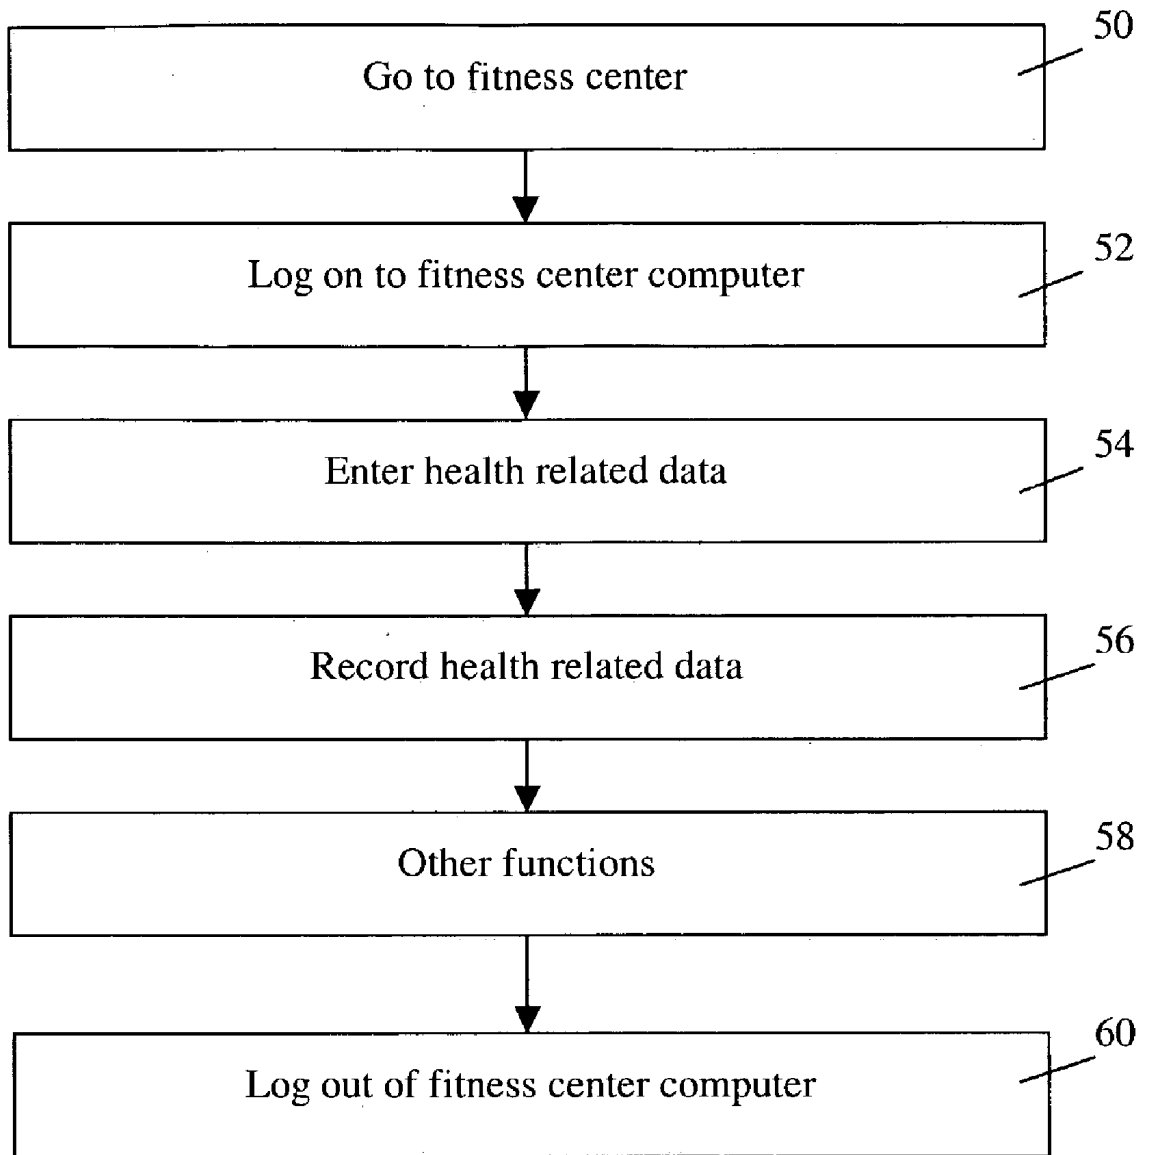 50
Go to fitness center
52
Log on to fitness center computer
54
Enter health related data
56
Record health related data
58
Other functions
60
Log out of fitness center computer